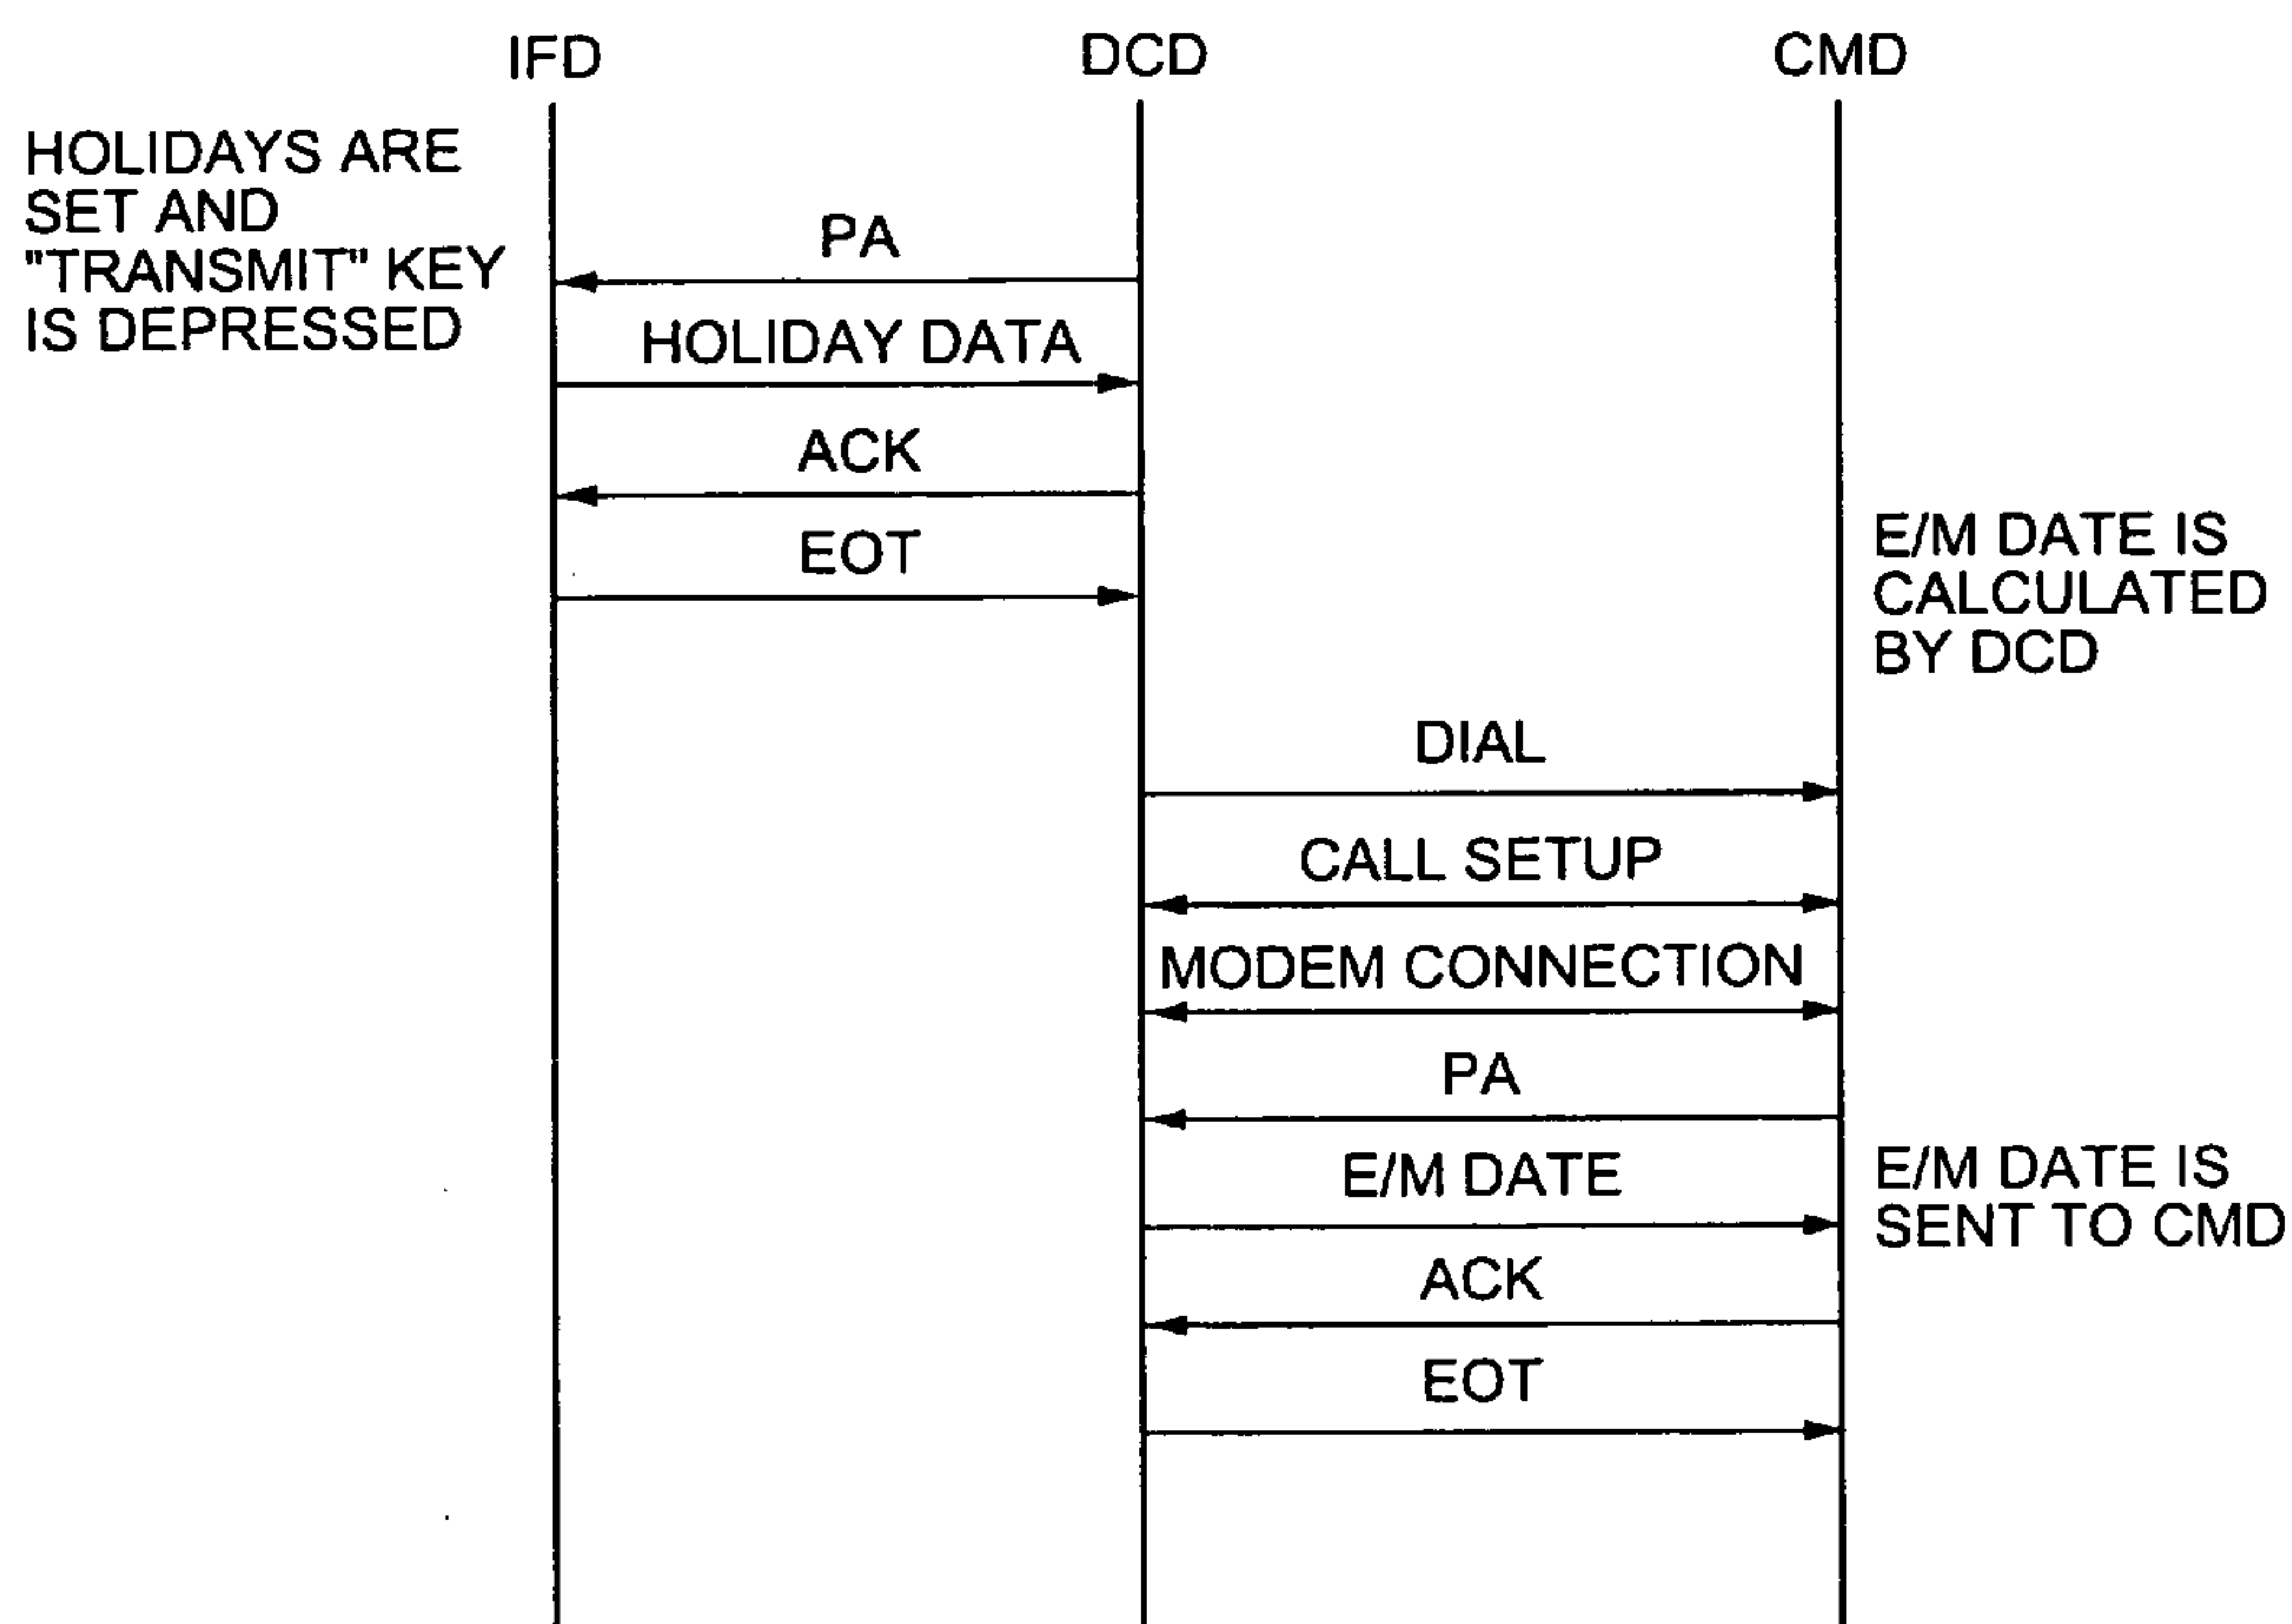 IFD
DCD
CMD
HOLIDAYS ARE
SET AND
"TRANSMIT" KEY
IS DEPRESSED
PA
HOLIDAY DATA
ACK
EOT
E/M DATE IS
CALCULATED
BY DCD
DIAL
CALL SETUP
MODEM CONNECTION
PA
E/M DATE
E/M DATE IS
SENT TO CMD
ACK
EOT